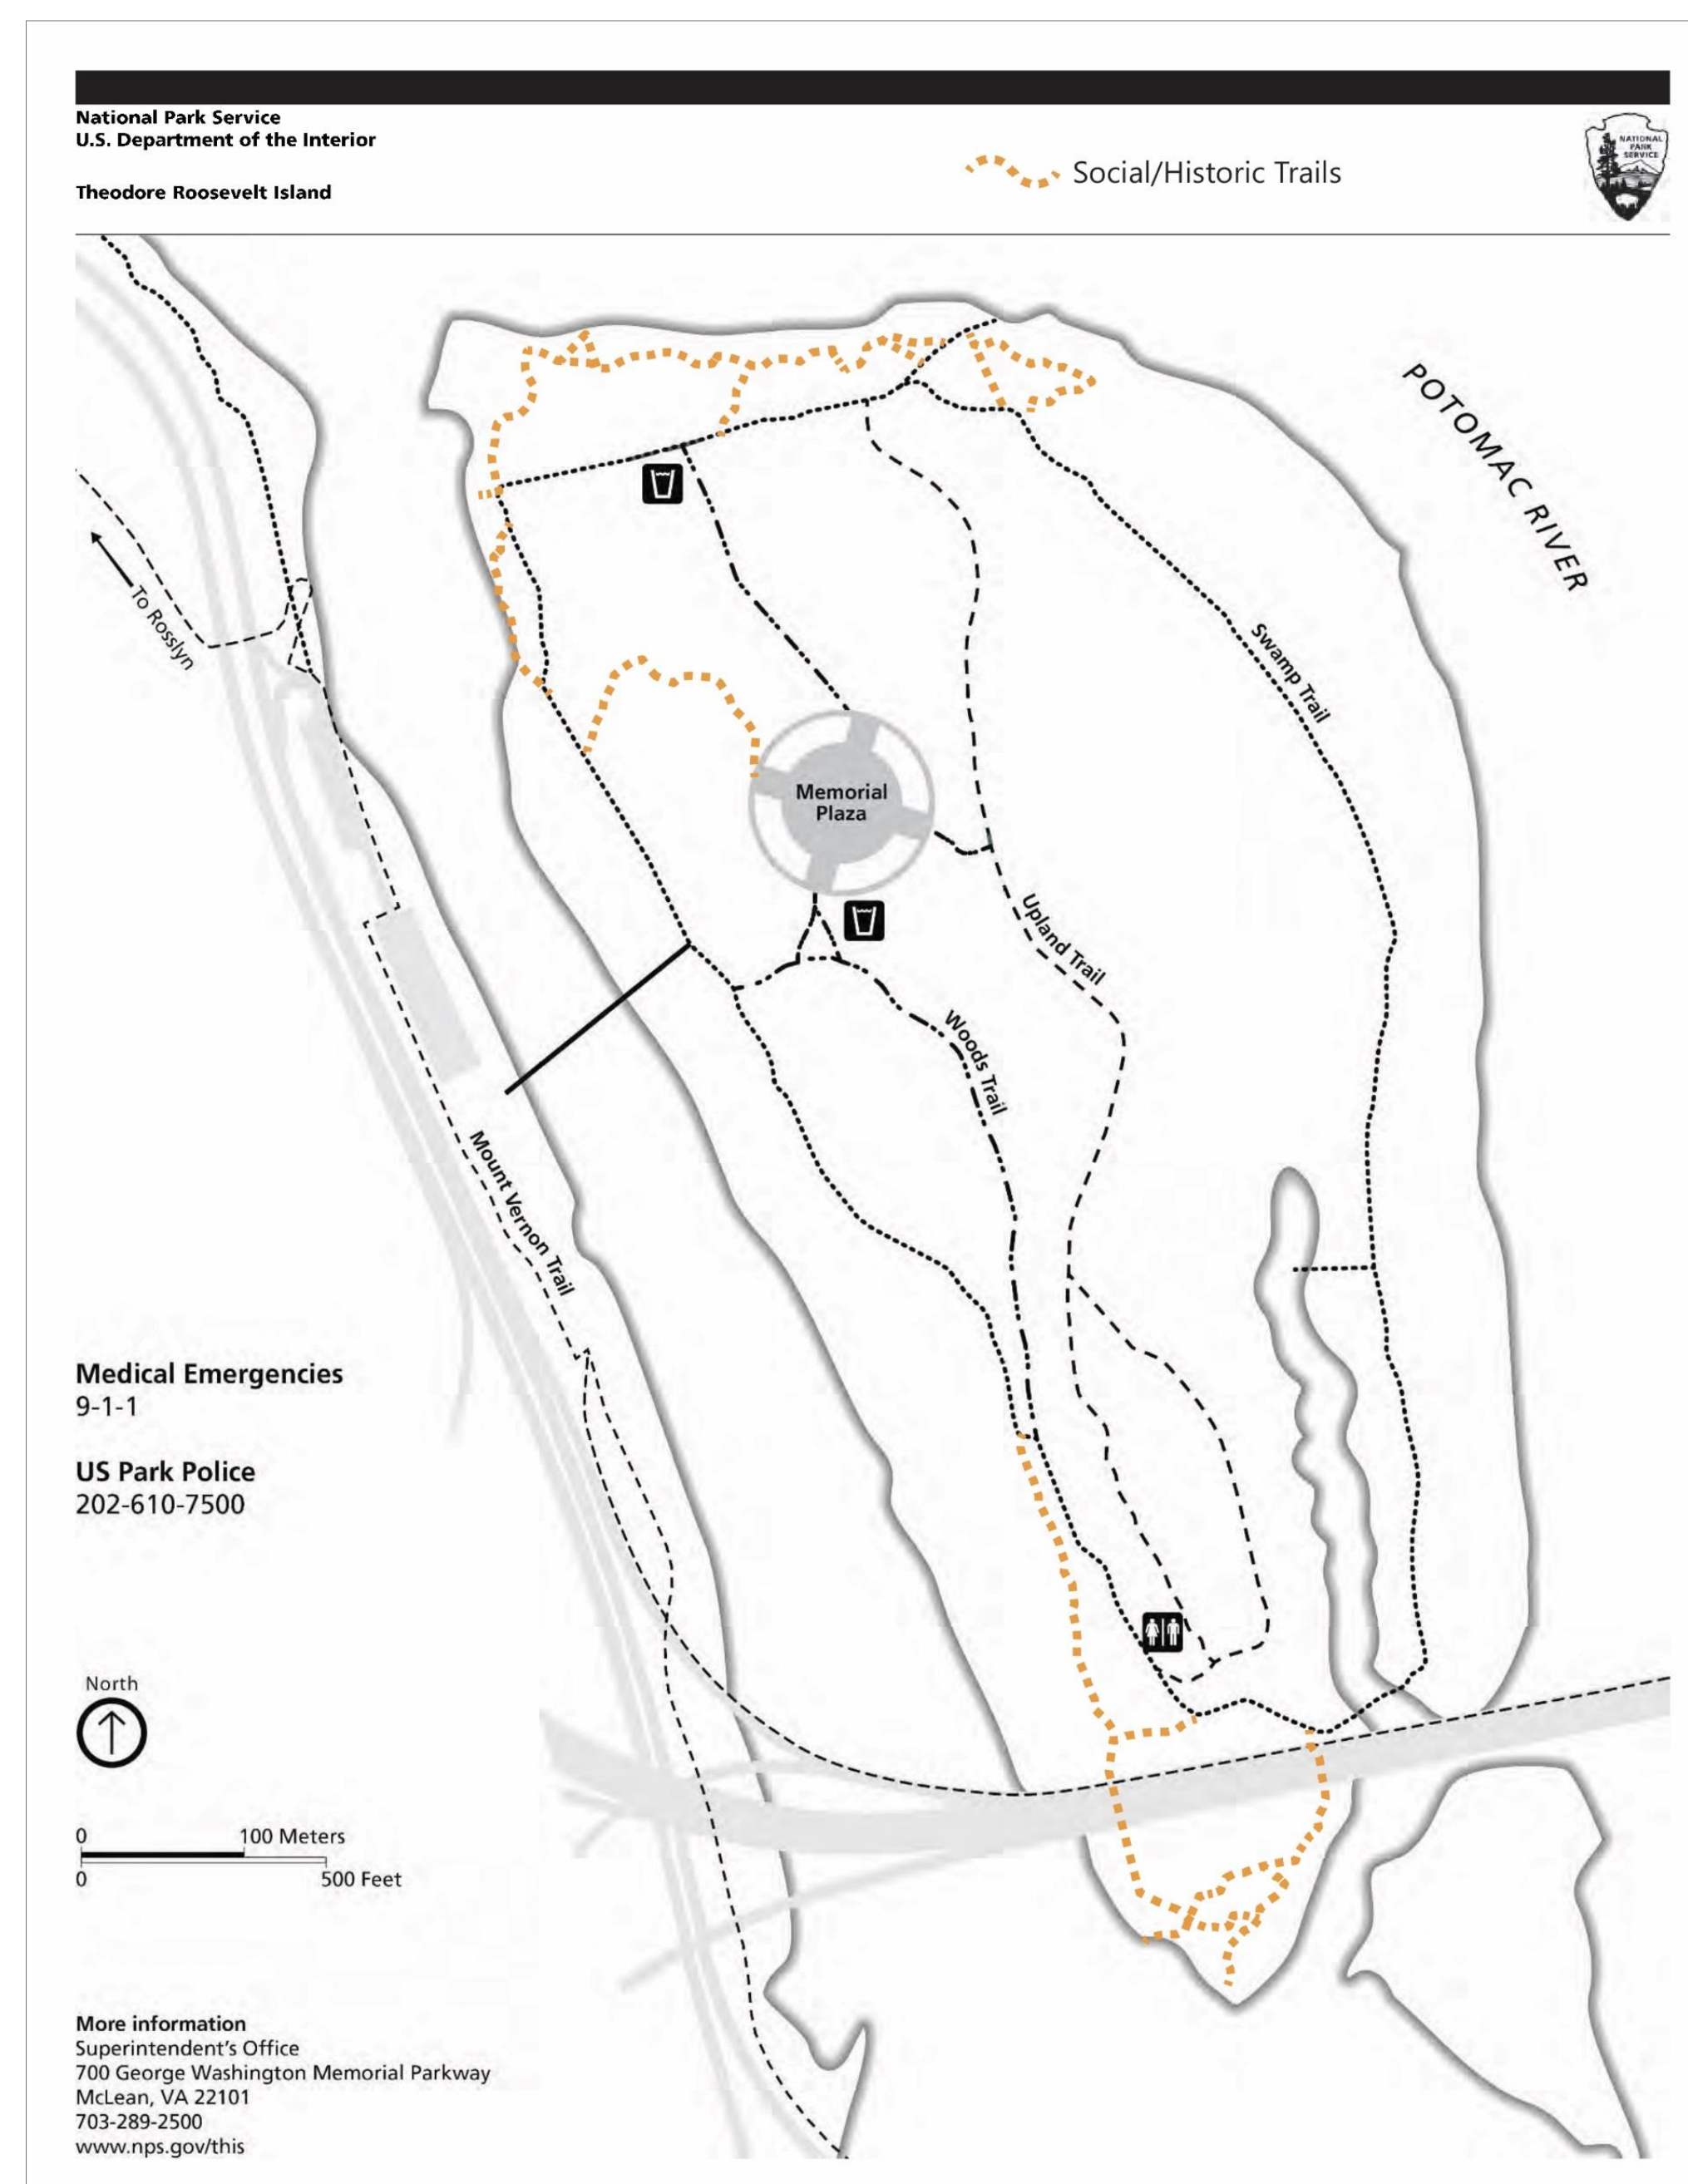 National Park Service
U.S. Department of the Interior
Theodore Roosevelt Island
Social/Historic Trails
NATIONAL
PARK
SERVICE
POTOMAC RIVER
To Rosslyn
Swamp Trail
Memorial
Plaza
Upland Trail
Woods Trail
Mount Vernon Trail
Medical Emergencies
9-1-1
US Park Police
202-610-7500
North
0 100 Meters
0 500 Feet
More information
Superintendent's Office
700 George Washington Memorial Parkway
McLean, VA 22101
703-289-2500
www.nps.gov/this